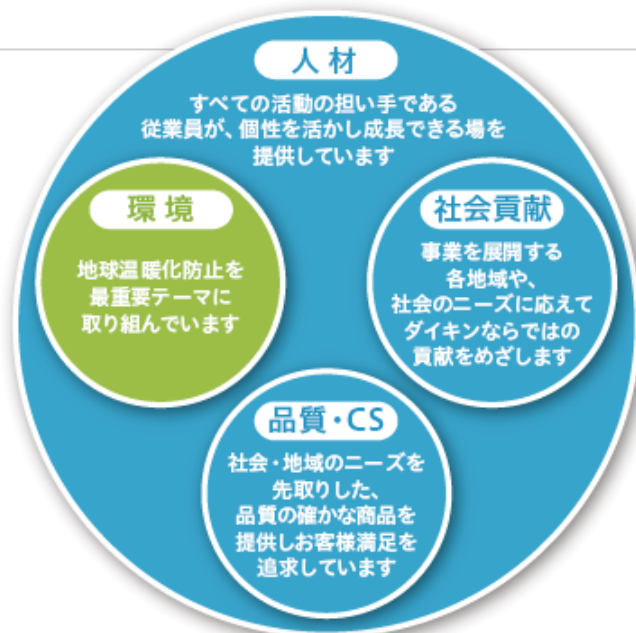 人材
すべての活動の担い手である
従業員が、個性を活かし成長できる場を
提供しています
環境
地球温暖化防止を
最重要テーマに
取り組んでいます
社会貢献
事業を展開する
各地域や、
社会のニーズに応えて
ダイキンならではの
貢献をめざします
品質・CS
社会・地域のニーズを
先取りした、
品質の確かな商品を
提供しお客様満足を
追求しています